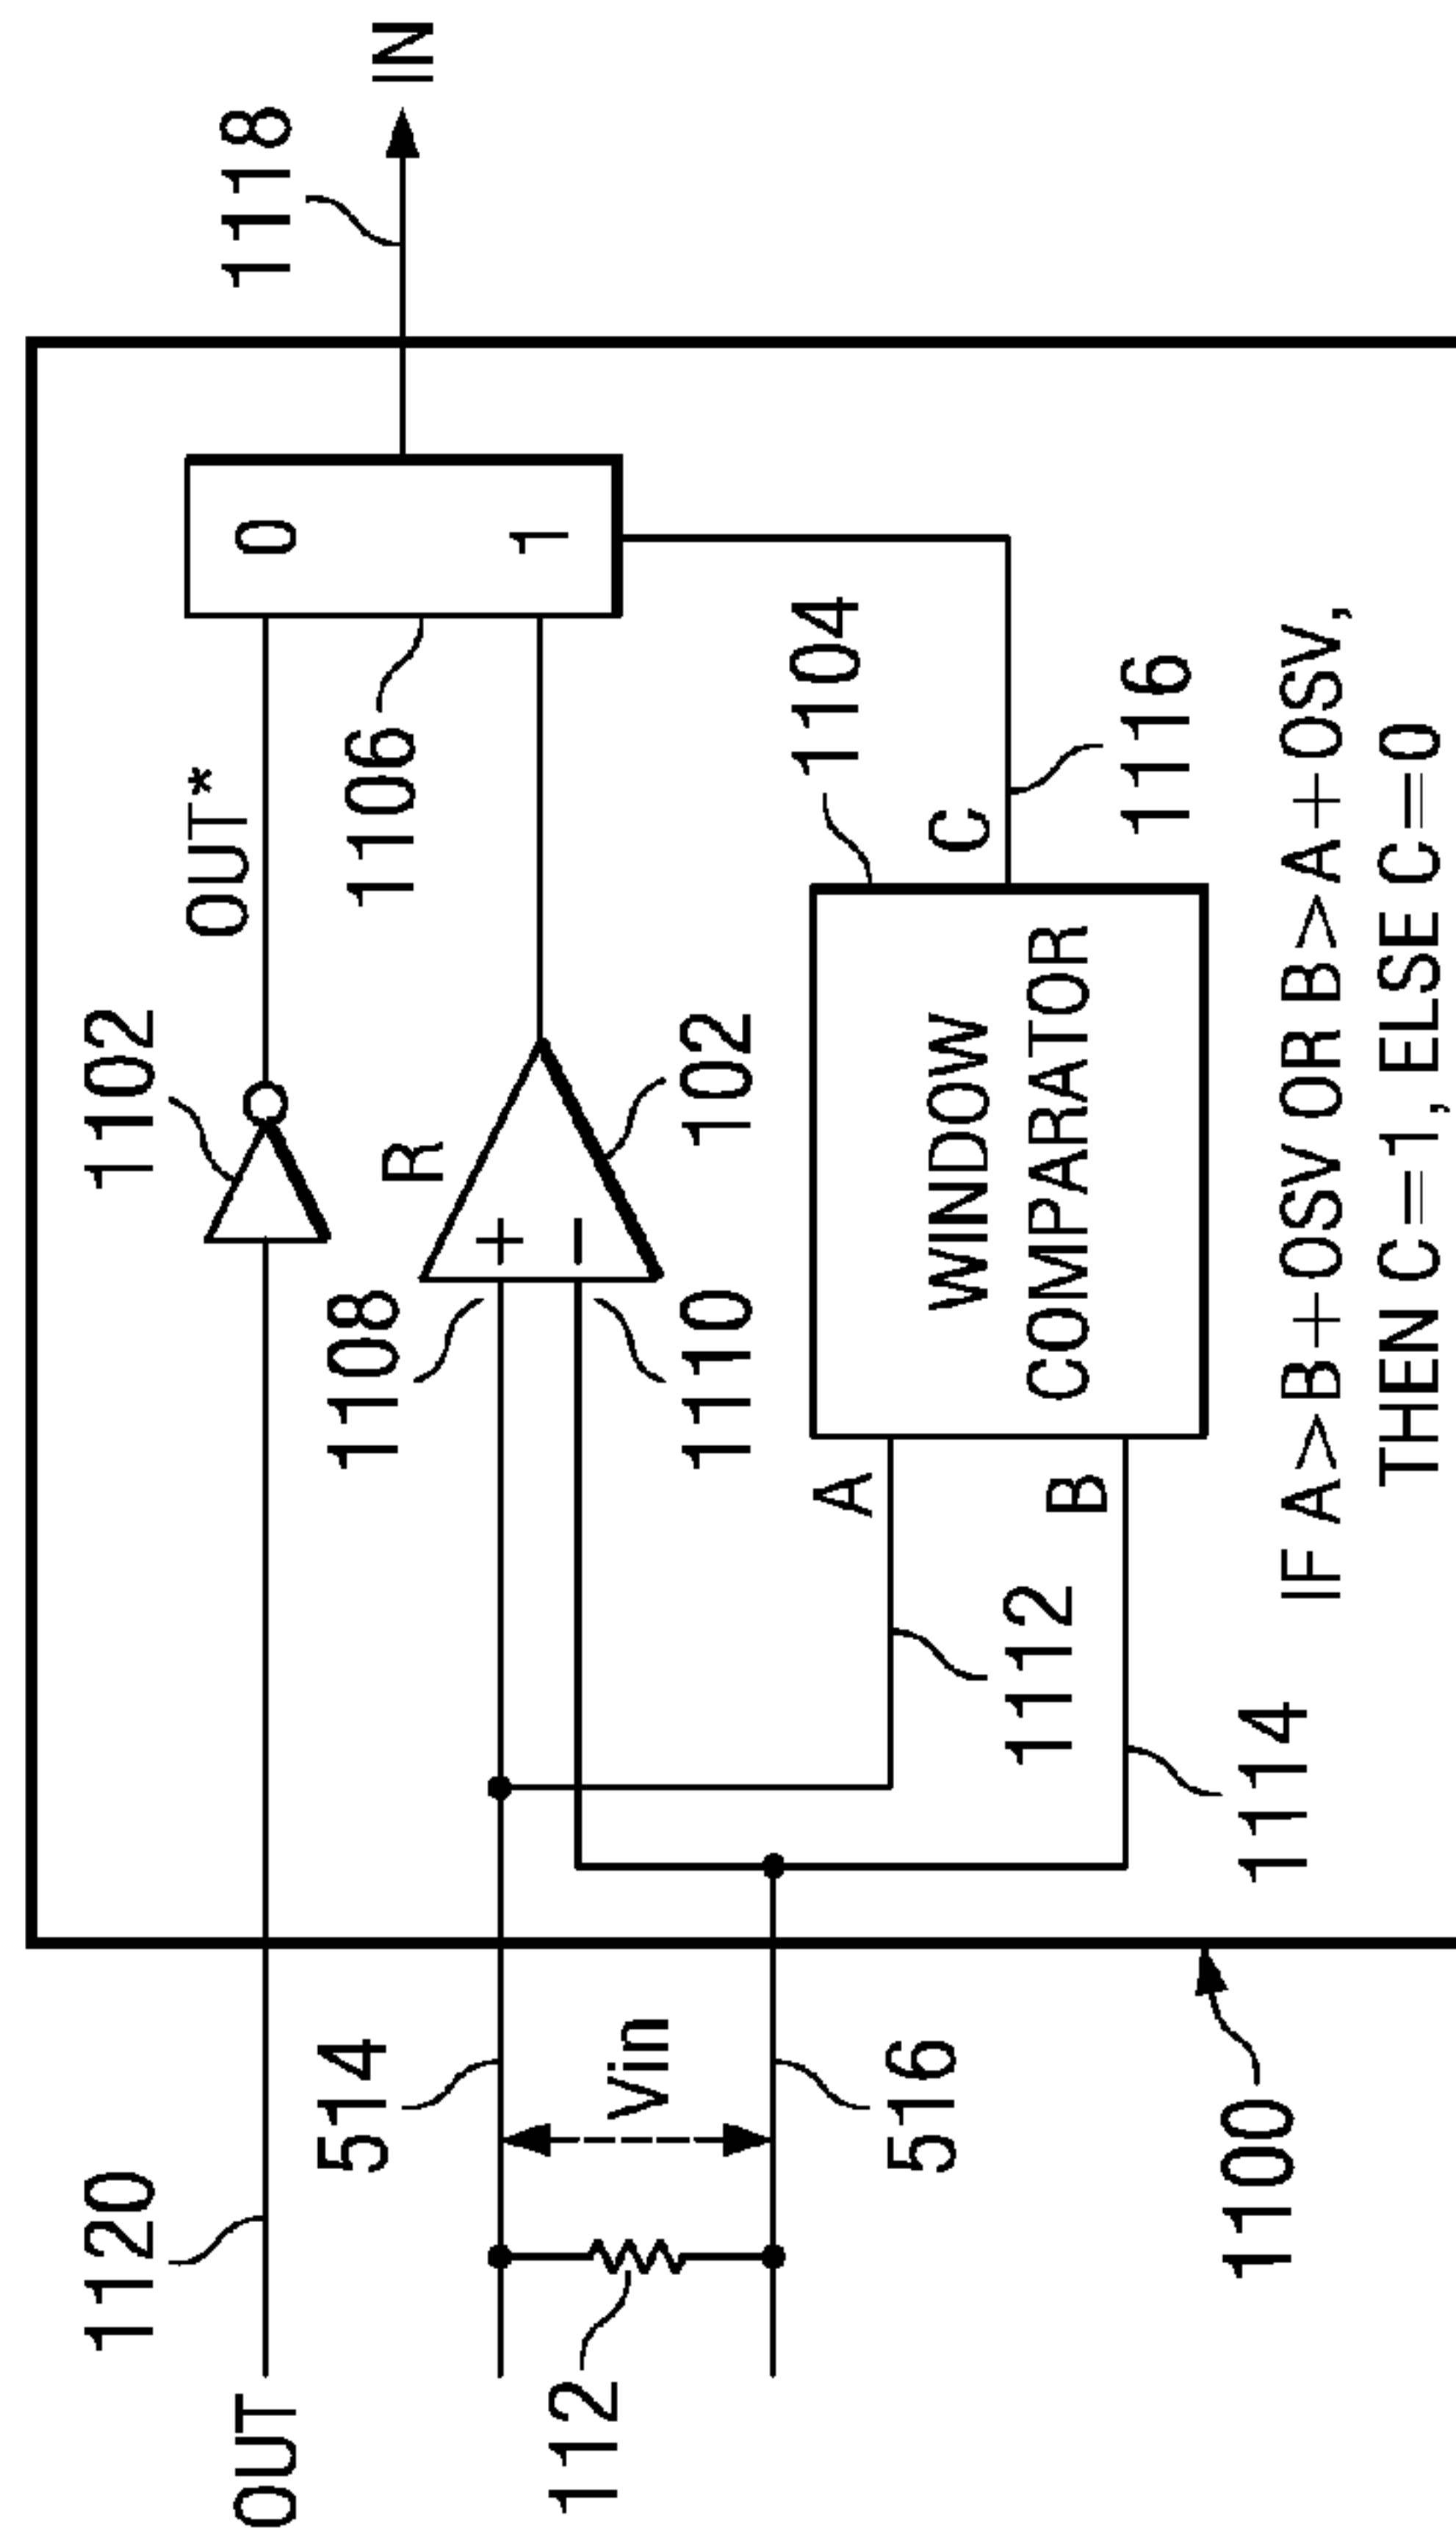 OUT
1120
1102
OUT*
0
1
1106
1118
IN
514
Vin
112
516
1108
+
−
R
1110
102
A
1112
B
1114
WINDOW
COMPARATOR
1104
C
1116
1100
IF A>B+OSV OR B>A+OSV,
THEN C=1, ELSE C=0